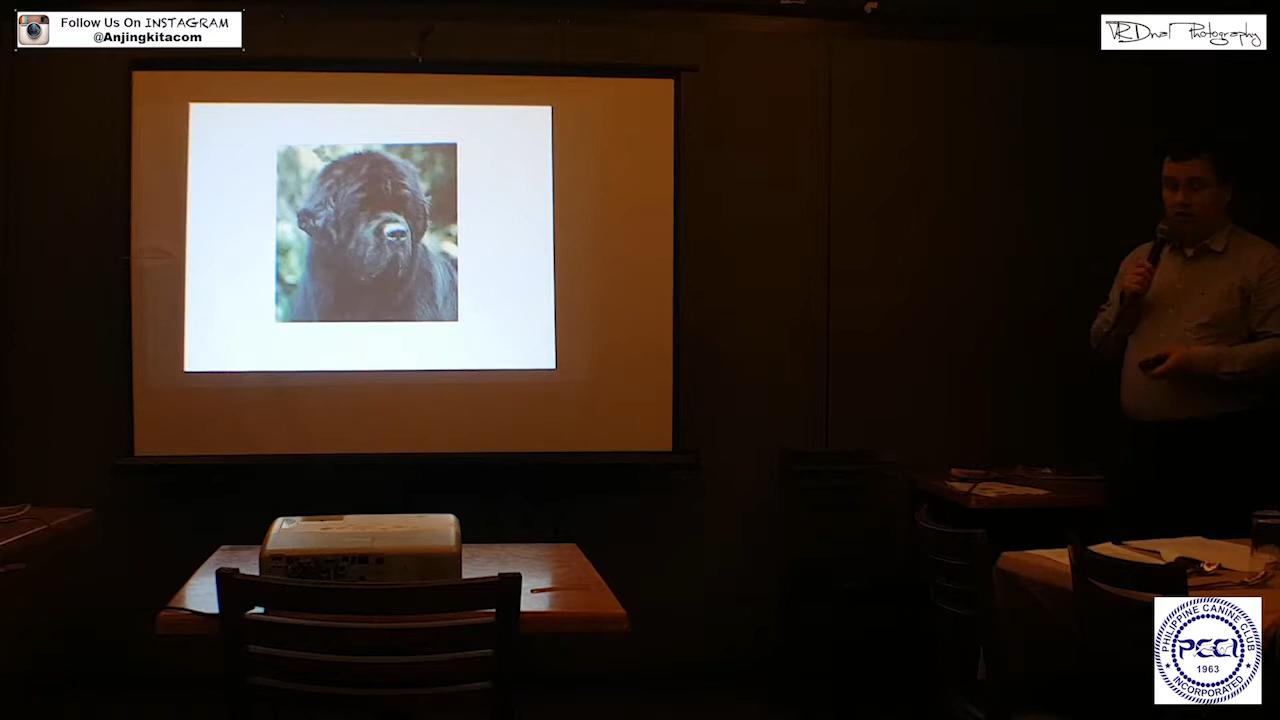 Follow Us On INSTAGRAM
@Anjingkitacom
VRDnal Photography
PHILIPPINE CANINE CLUB
PCCI
1963
INCORPORATED